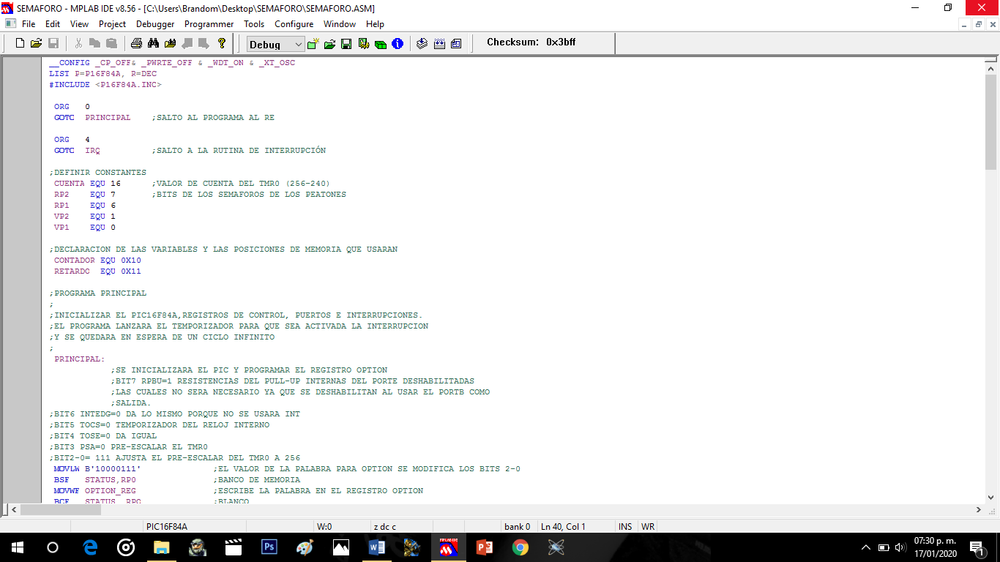 SEMAFORO - MPLAB IDE v8.56 - [C:\Users\Brandom\Desktop\SEMAFORO\SEMAFORO.ASM]
File Edit View Project Debugger Programmer Tools Configure Window Help
Debug Checksum: 0x3bff
__CONFIG _CP_OFF& _PWRTE_OFF & _WDT_ON & _XT_OSC
LIST P=P16F84A, R=DEC
#INCLUDE <P16F84A.INC>
ORG 0
GOTO PRINCIPAL ;SALTO AL PROGRAMA AL RE
ORG 4
GOTO IRQ ;SALTO A LA RUTINA DE INTERRUPCIÓN
;DEFINIR CONSTANTES
CUENTA EQU 16 ;VALOR DE CUENTA DEL TMR0 (256-240)
RP2 EQU 7 ;BITS DE LOS SEMAFOROS DE LOS PEATONES
RP1 EQU 6
VP2 EQU 1
VP1 EQU 0
;DECLARACION DE LAS VARIABLES Y LAS POSICIONES DE MEMORIA QUE USARAN
CONTADOR EQU 0X10
RETARDO EQU 0X11
;PROGRAMA PRINCIPAL
;
;INICIALIZAR EL PIC16F84A,REGISTROS DE CONTROL, PUERTOS E INTERRUPCIONES.
;EL PROGRAMA LANZARA EL TEMPORIZADOR PARA QUE SEA ACTIVADA LA INTERRUPCION
;Y SE QUEDARA EN ESPERA DE UN CICLO INFINITO
;
PRINCIPAL:
;SE INICIALIZARA EL PIC Y PROGRAMAR EL REGISTRO OPTION
;BIT7 RPBU=1 RESISTENCIAS DEL PULL-UP INTERNAS DEL PORTE DESHABILITADAS
;LAS CUALES NO SERA NECESARIO YA QUE SE DESHABILITAN AL USAR EL PORTB COMO
;SALIDA.
;BIT6 INTEDG=0 DA LO MISMO PORQUE NO SE USARA INT
;BIT5 TOCS=0 TEMPORIZADOR DEL RELOJ INTERNO
;BIT4 TOSE=0 DA IGUAL
;BIT3 PSA=0 PRE-ESCALAR EL TMR0
;BIT2-0= 111 AJUSTA EL PRE-ESCALAR DEL TMR0 A 256
MOVLW B'10000111' ;EL VALOR DE LA PALABRA PARA OPTION SE MODIFICA LOS BITS 2-0
BSF STATUS,RP0 ;BANCO DE MEMORIA
MOVWF OPTION_REG ;ESCRIBE LA PALABRA EN EL REGISTRO OPTION
BCF STATUS, RP0 ;BLANCO
PIC16F84A W:0 z dc c bank 0 Ln 40, Col 1 INS WR
07:30 p. m.
17/01/2020